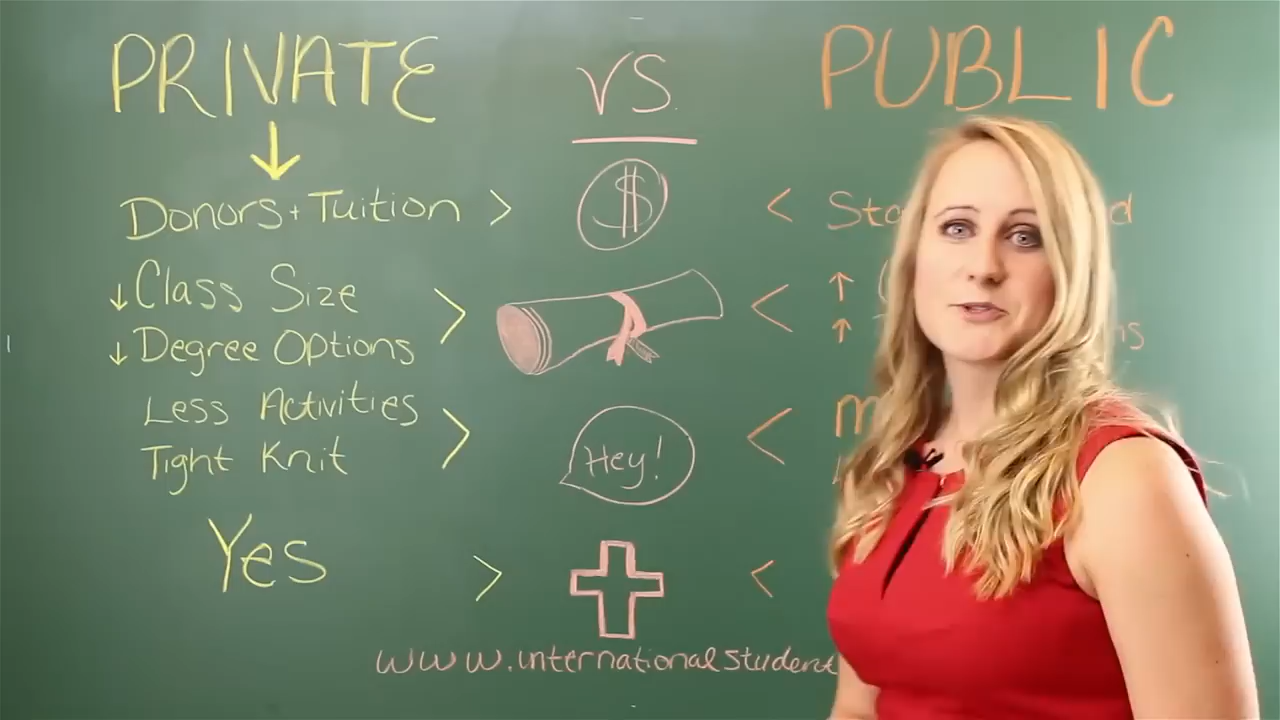 PRIVATE VS. PUBLIC
Donors + Tuition > $ <
↓ Class Size
↓ Degree Options > < ↑
↑
Less Activities
Tight Knit > Hey! <
Yes > <
www.internationalstudent